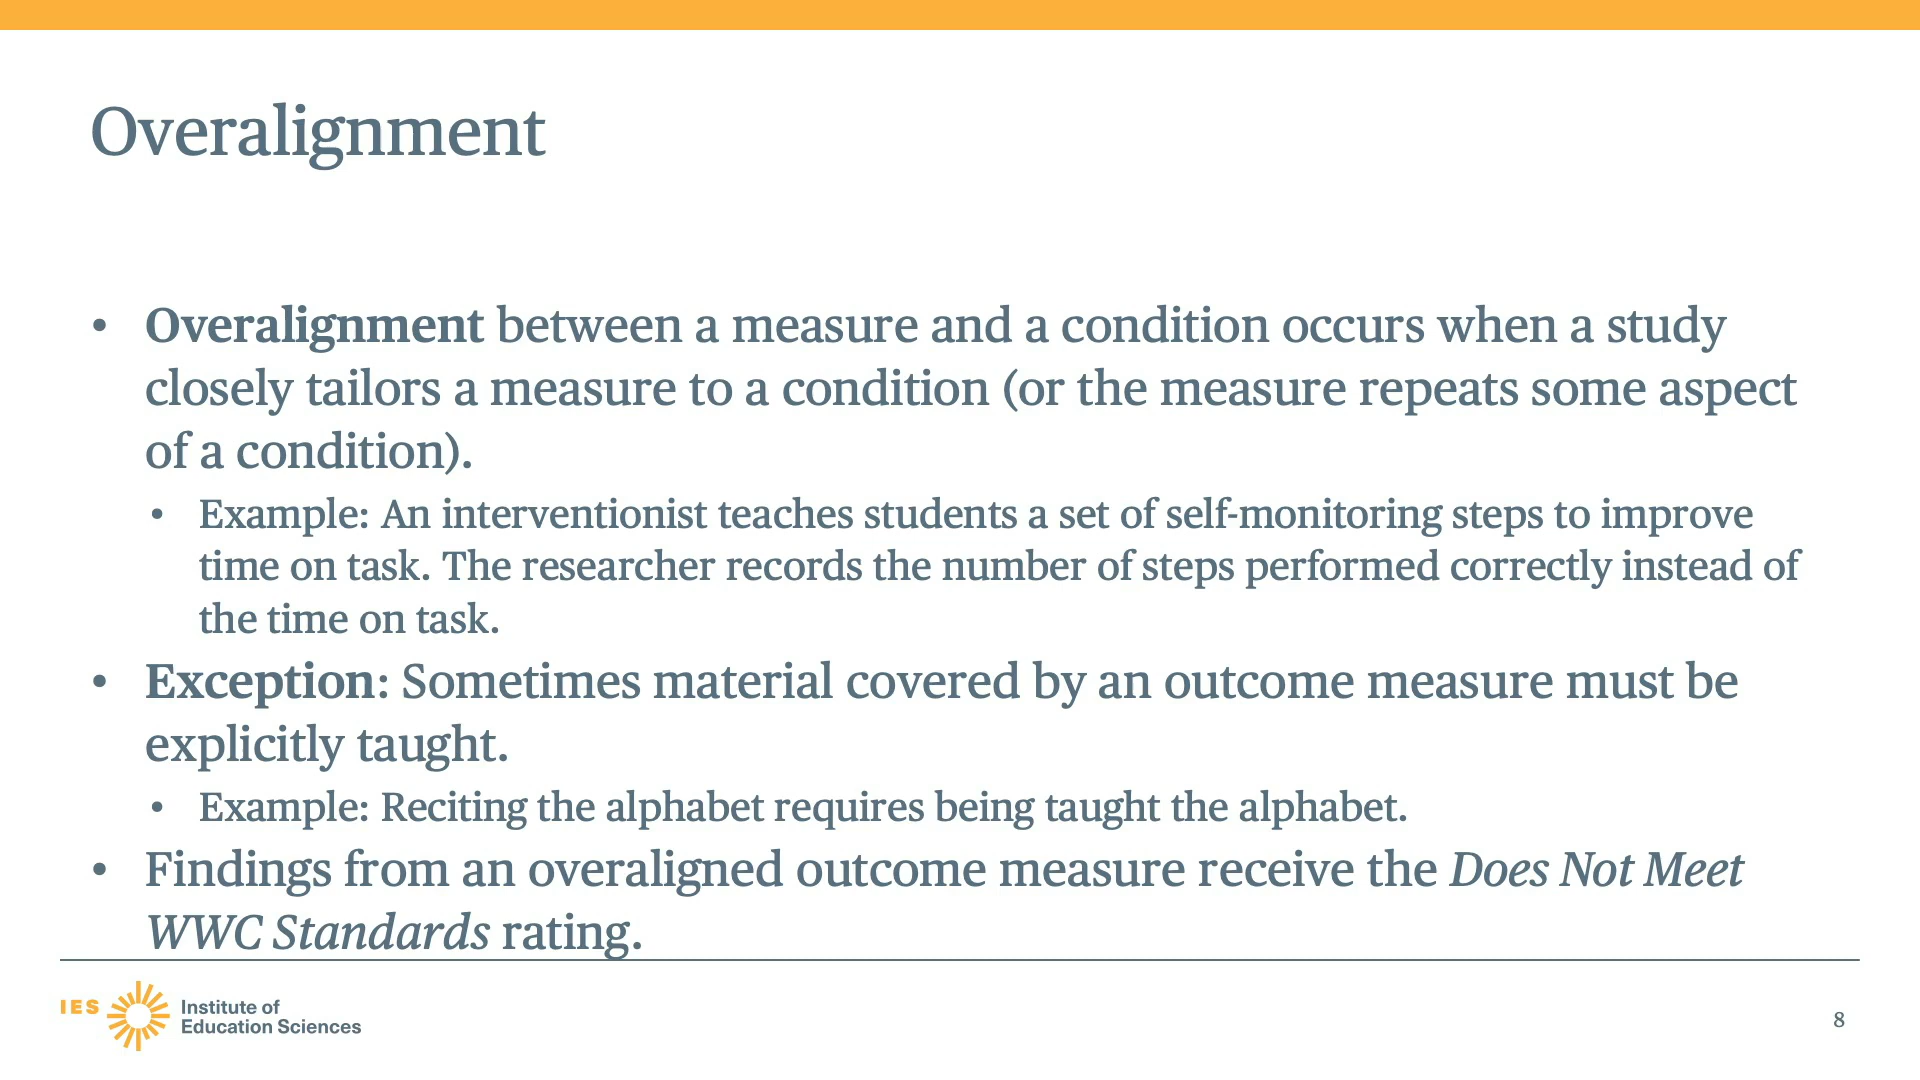 Overalignment
• Overalignment between a measure and a condition occurs when a study
closely tailors a measure to a condition (or the measure repeats some aspect
of a condition).
• Example: An interventionist teaches students a set of self-monitoring steps to improve
time on task. The researcher records the number of steps performed correctly instead of
the time on task.
• Exception: Sometimes material covered by an outcome measure must be
explicitly taught.
• Example: Reciting the alphabet requires being taught the alphabet.
• Findings from an overaligned outcome measure receive the Does Not Meet
WWC Standards rating.
IES
Institute of
Education Sciences
8